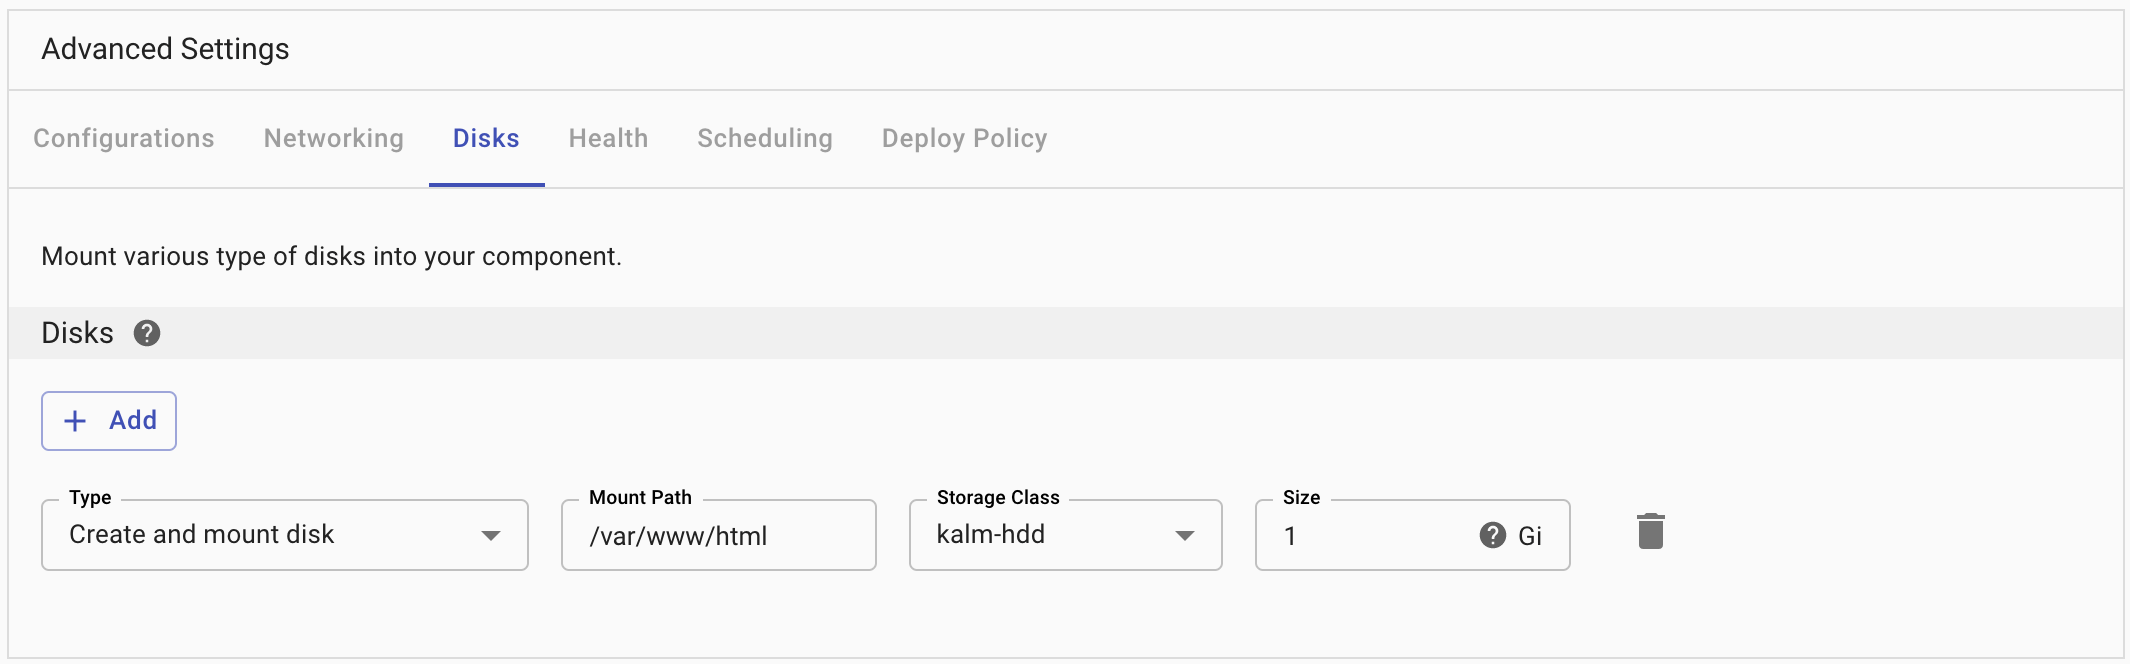 Advanced Settings
Configurations Networking Disks Health Scheduling Deploy Policy
Mount various type of disks into your component.
Disks ?
+ Add
Type Mount Path Storage Class Size
Create and mount disk /var/www/html kalm-hdd 1 ? Gi